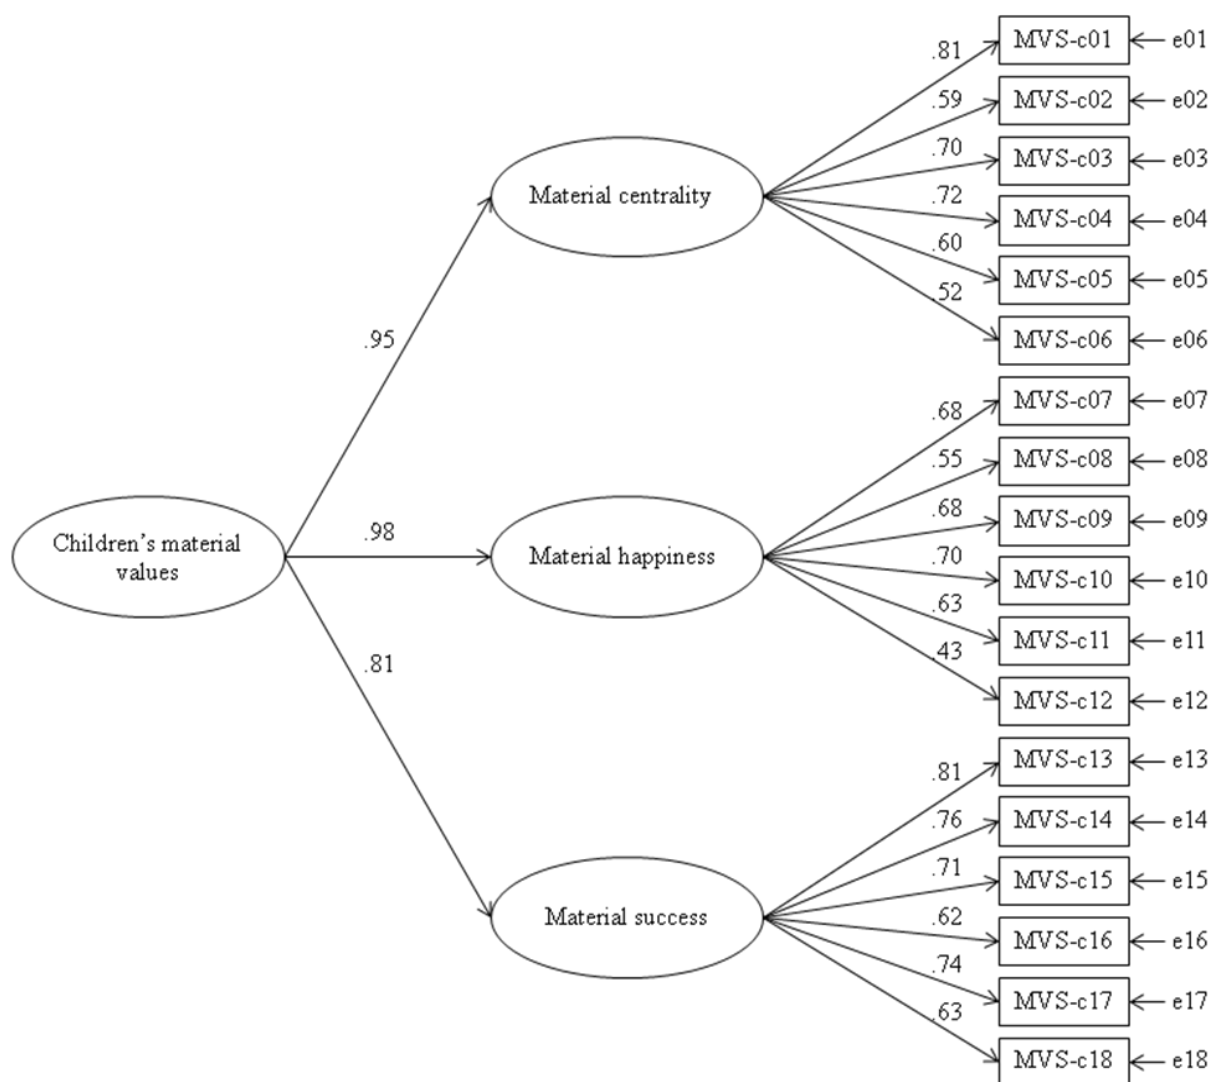 MVS-c01 e01
.81
MVS-c02 e02
.59
MVS-c03 e03
.70
Material centrality
MVS-c04 e04
.72
MVS-c05 e05
.60
MVS-c06 e06
.52
.95
MVS-c07 e07
.68
MVS-c08 e08
.55
MVS-c09 e09
.68
Children’s material
values
.98
Material happiness
MVS-c10 e10
.70
MVS-c11 e11
.63
MVS-c12 e12
.43
.81
MVS-c13 e13
.81
MVS-c14 e14
.76
MVS-c15 e15
.71
Material success
MVS-c16 e16
.62
MVS-c17 e17
.74
MVS-c18 e18
.63